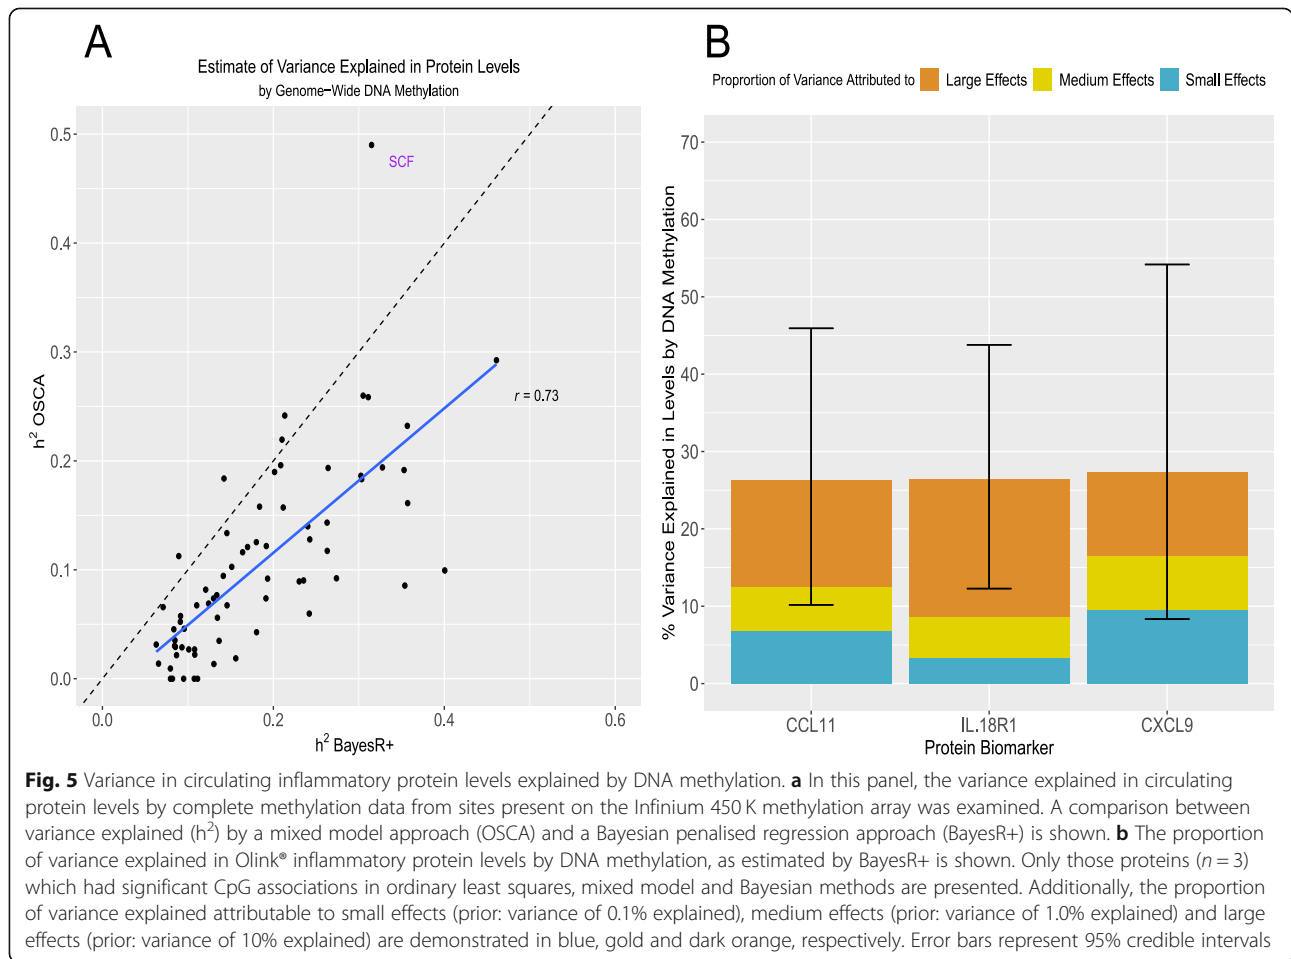 A
Estimate of Variance Explained in Protein Levels
by Genome-Wide DNA Methylation
0.5
0.4
0.3
0.2
0.1
0.0
h² OSCA
SCF
r = 0.73
0.0 0.2 0.4 0.6
h² BayesR+
B
Proportion of Variance Attributed to Large Effects Medium Effects Small Effects
70
60
50
40
30
20
10
0
% Variance Explained in Levels by DNA Methylation
CCL11 IL.18R1 CXCL9
Protein Biomarker
Fig. 5 Variance in circulating inflammatory protein levels explained by DNA methylation. a In this panel, the variance explained in circulating
protein levels by complete methylation data from sites present on the Infinium 450 K methylation array was examined. A comparison between
variance explained (h²) by a mixed model approach (OSCA) and a Bayesian penalised regression approach (BayesR+) is shown. b The proportion
of variance explained in Olink® inflammatory protein levels by DNA methylation, as estimated by BayesR+ is shown. Only those proteins (n = 3)
which had significant CpG associations in ordinary least squares, mixed model and Bayesian methods are presented. Additionally, the proportion
of variance explained attributable to small effects (prior: variance of 0.1% explained), medium effects (prior: variance of 1.0% explained) and large
effects (prior: variance of 10% explained) are demonstrated in blue, gold and dark orange, respectively. Error bars represent 95% credible intervals